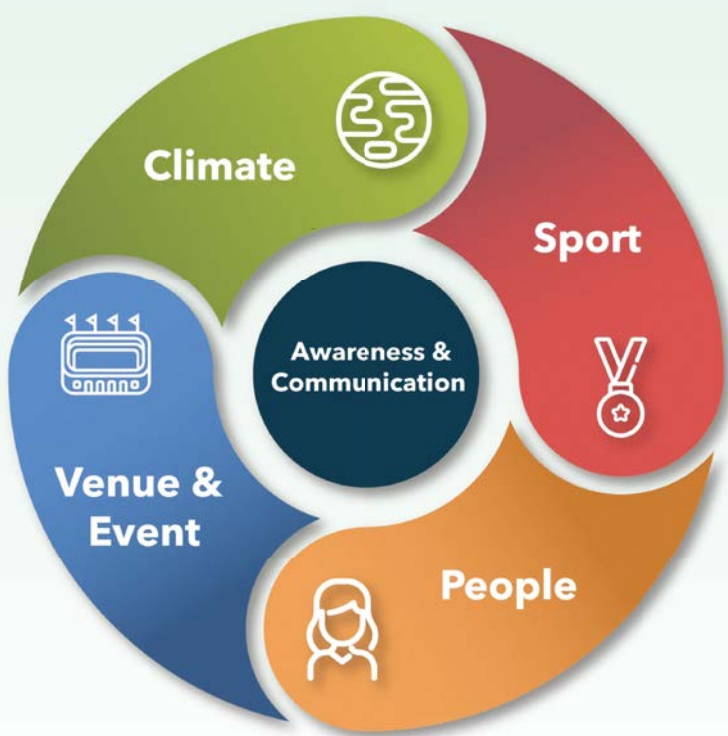 Climate
Sport
Awareness &
Communication
Venue &
Event
People